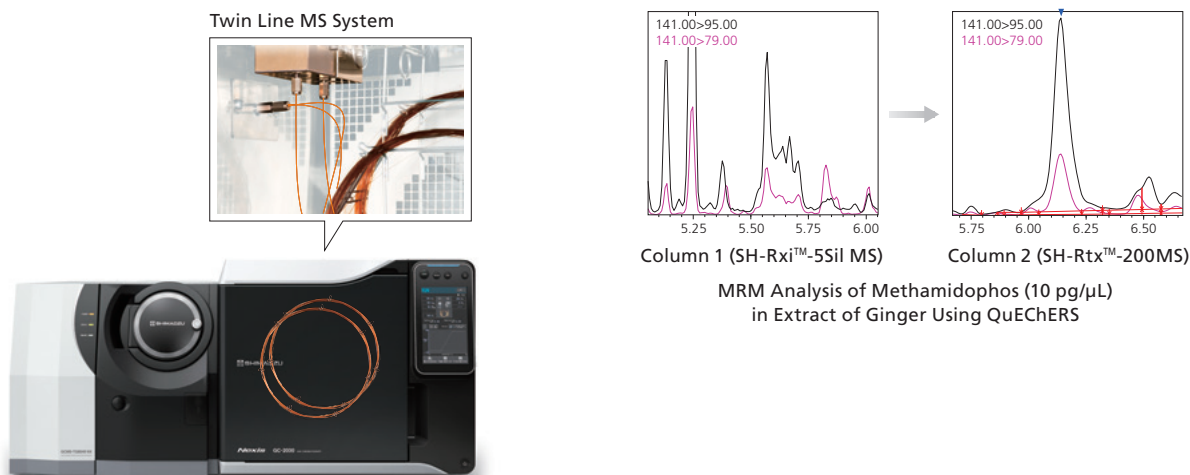 Twin Line MS System
SHIMADZU
SHIMADZU
Nexis GC-2030
141.00>95.00
141.00>79.00
5.25 5.50 5.75 6.00
Column 1 (SH-Rxi™-5Sil MS)
141.00>95.00
141.00>79.00
5.75 6.00 6.25 6.50
Column 2 (SH-Rtx™-200MS)
MRM Analysis of Methamidophos (10 pg/µL)
in Extract of Ginger Using QuEChERS